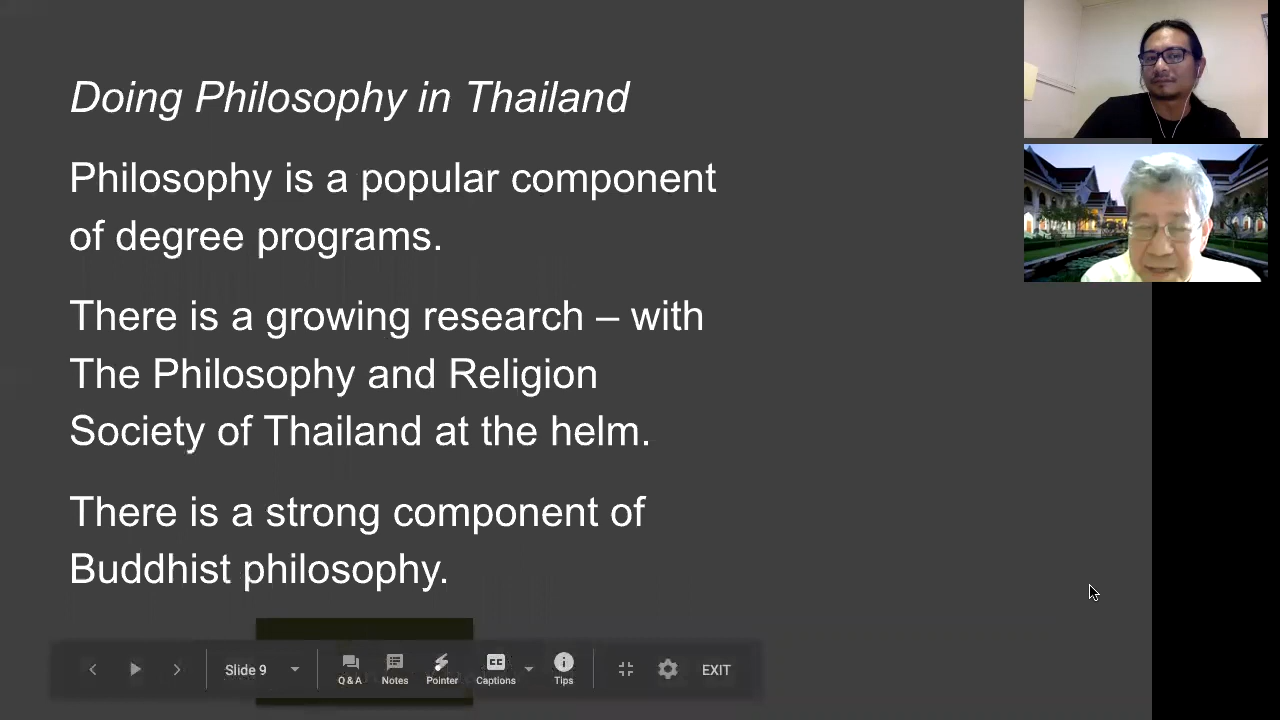 Doing Philosophy in Thailand
Philosophy is a popular component
of degree programs.
There is a growing research – with
The Philosophy and Religion
Society of Thailand at the helm.
There is a strong component of
Buddhist philosophy.
Slide 9
Q & A
Notes
Pointer
CC
Captions
Tips
EXIT